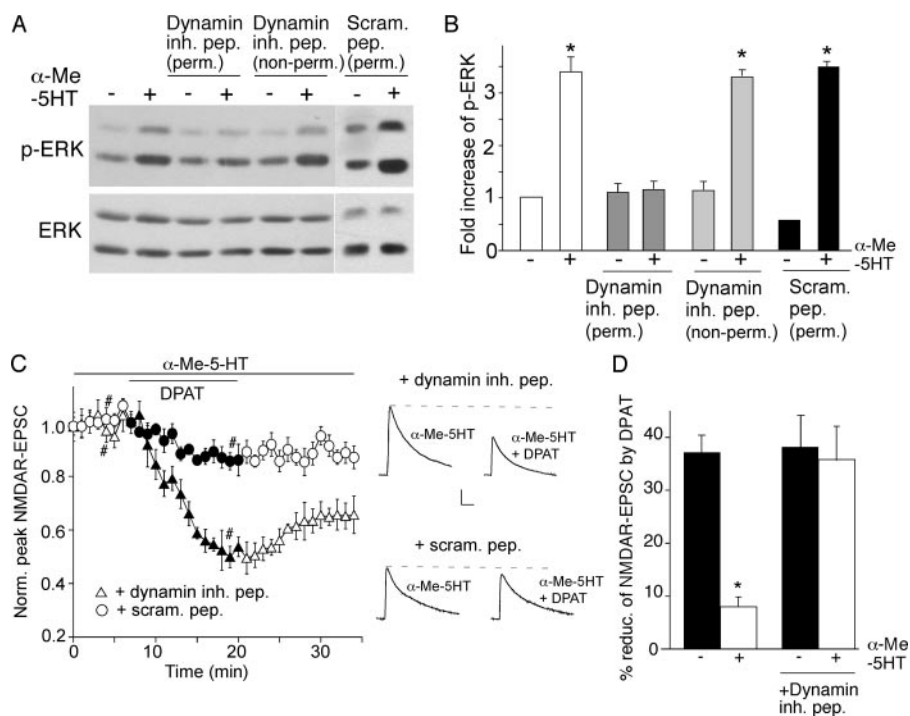 A
Dynamin inh. pep. (perm.)
Dynamin inh. pep. (non-perm.)
Scram. pep. (perm.)
α-Me -5HT
- + - + - + - +
p-ERK
ERK
B
Fold increase of p-ERK
3
2
1
0
* * *
- + - + - + - +
α-Me -5HT
Dynamin inh. pep. (perm.)
Dynamin inh. pep. (non-perm.)
Scram. pep. (perm.)
C
α-Me-5-HT
DPAT
Norm. peak NMDAR-EPSC
1.0
0.8
0.6
0.4
0.2
# # # #
+ dynamin inh. pep.
+ scram. pep.
0 10 20 30
Time (min)
+ dynamin inh. pep.
α-Me-5HT
α-Me-5HT + DPAT
+ scram. pep.
α-Me-5HT
α-Me-5HT + DPAT
D
% reduc. of NMDAR-EPSC by DPAT
40
30
20
10
0
*
- + - +
α-Me -5HT
+Dynamin inh. pep.